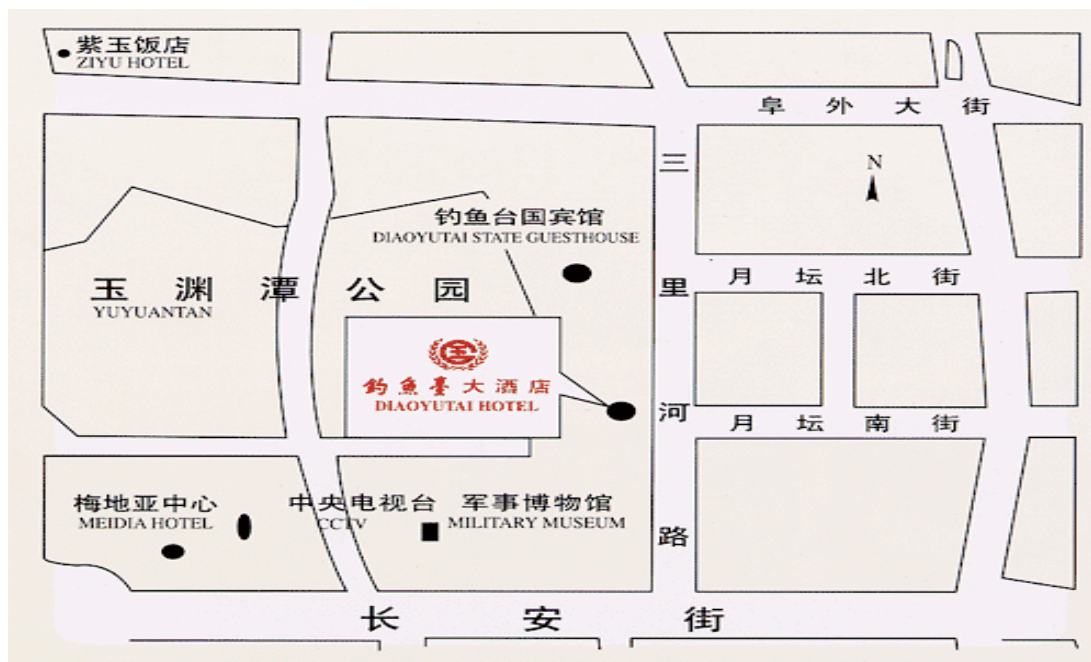 紫玉饭店
ZIYU HOTEL
阜外大街
三里河路
N
钓鱼台国宾馆
DIAOYUTAI STATE GUESTHOUSE
月坛北街
玉渊潭公园
YUYUANTAN
釣魚臺大酒店
DIAOYUTAI HOTEL
月坛南街
梅地亚中心
MEIDIA HOTEL
中央电视台
CCTV
军事博物馆
MILITARY MUSEUM
长安街